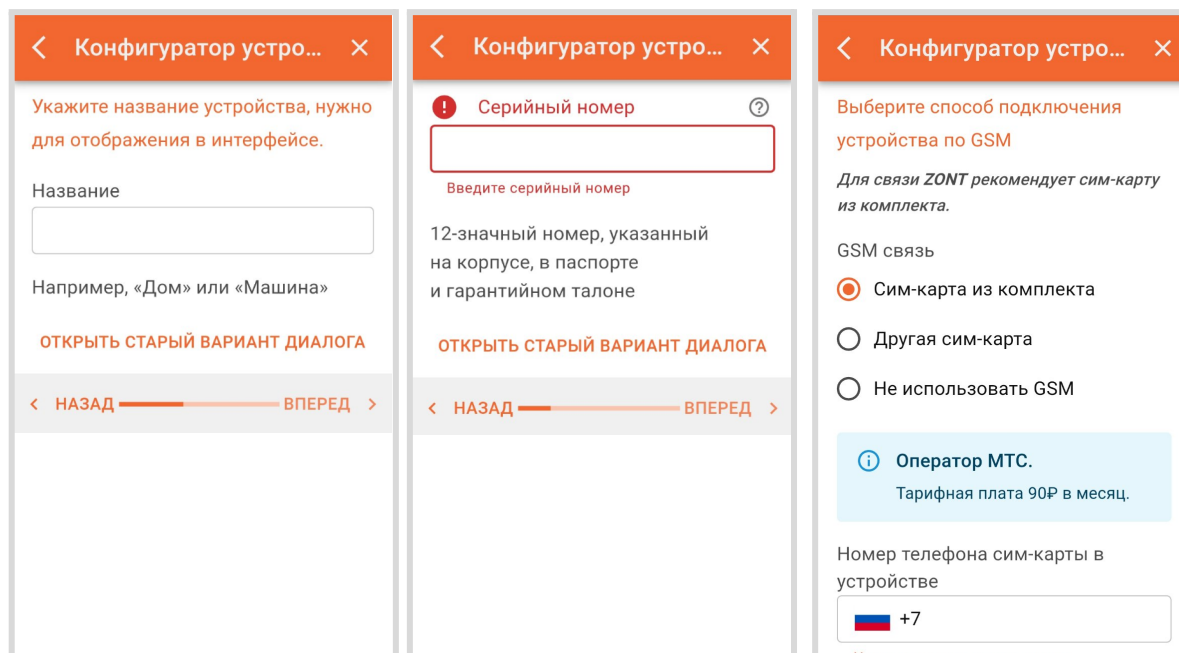 Конфигуратор устро...
Укажите название устройства, нужно
для отображения в интерфейсе.
Название
Например, «Дом» или «Машина»
ОТКРЫТЬ СТАРЫЙ ВАРИАНТ ДИАЛОГА
НАЗАД
ВПЕРЕД
Конфигуратор устро...
Серийный номер
Введите серийный номер
12-значный номер, указанный
на корпусе, в паспорте
и гарантийном талоне
ОТКРЫТЬ СТАРЫЙ ВАРИАНТ ДИАЛОГА
НАЗАД
ВПЕРЕД
Конфигуратор устро...
Выберите способ подключения
устройства по GSM
Для связи ZONT рекомендует сим-карту
из комплекта.
GSM связь
Сим-карта из комплекта
Другая сим-карта
Не использовать GSM
Оператор МТС.
Тарифная плата 90₽ в месяц.
Номер телефона сим-карты в
устройстве
+7